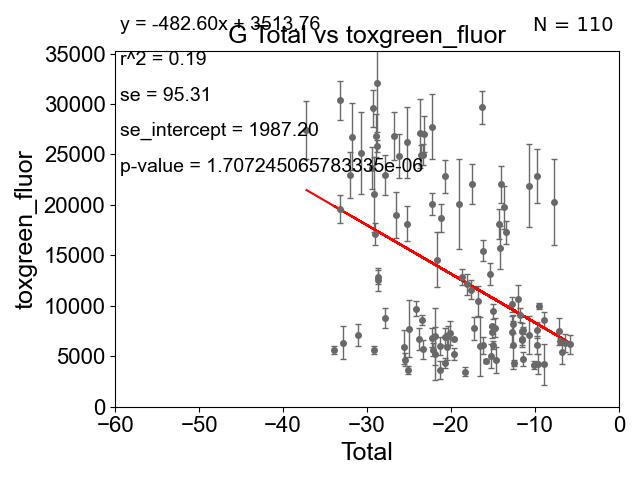 y = -482.60x + 3513.76
N = 110
G Total vs toxgreen_fluor
r^2 = 0.19
se = 95.31
se_intercept = 1987.20
p-value = 1.707245065783335e-06
35000
30000
25000
20000
15000
10000
5000
0
toxgreen_fluor
−60 −50 −40 −30 −20 −10 0
Total